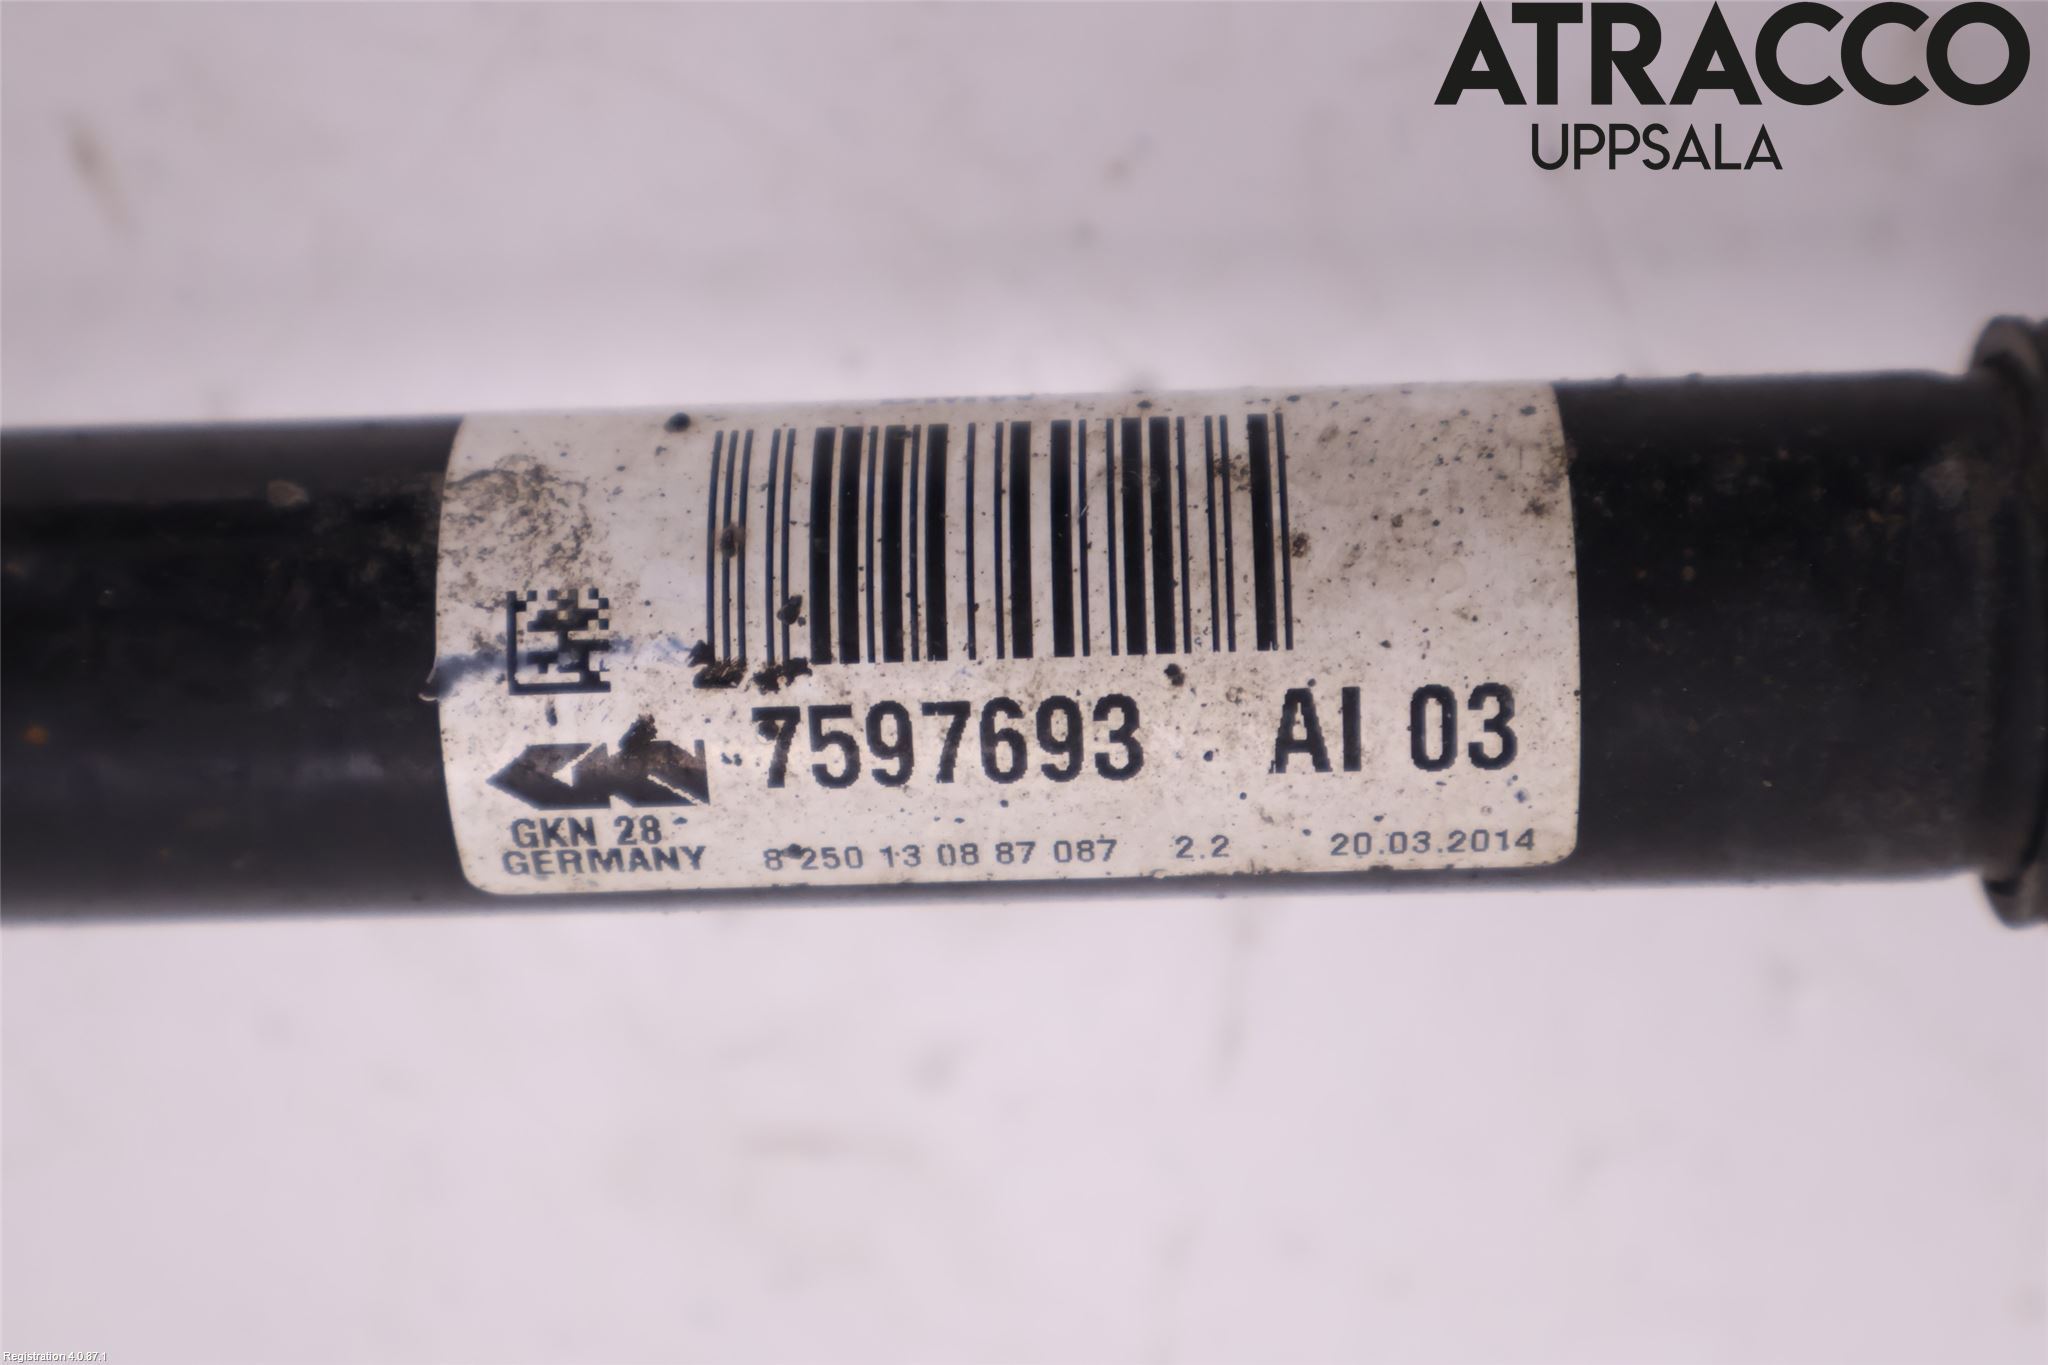 ATRACCO
UPPSALA
7597693 AI 03
GKN 28
GERMANY
8 250 13 08 87 087 2.2 20.03.2014
Registration 4.0.87.1